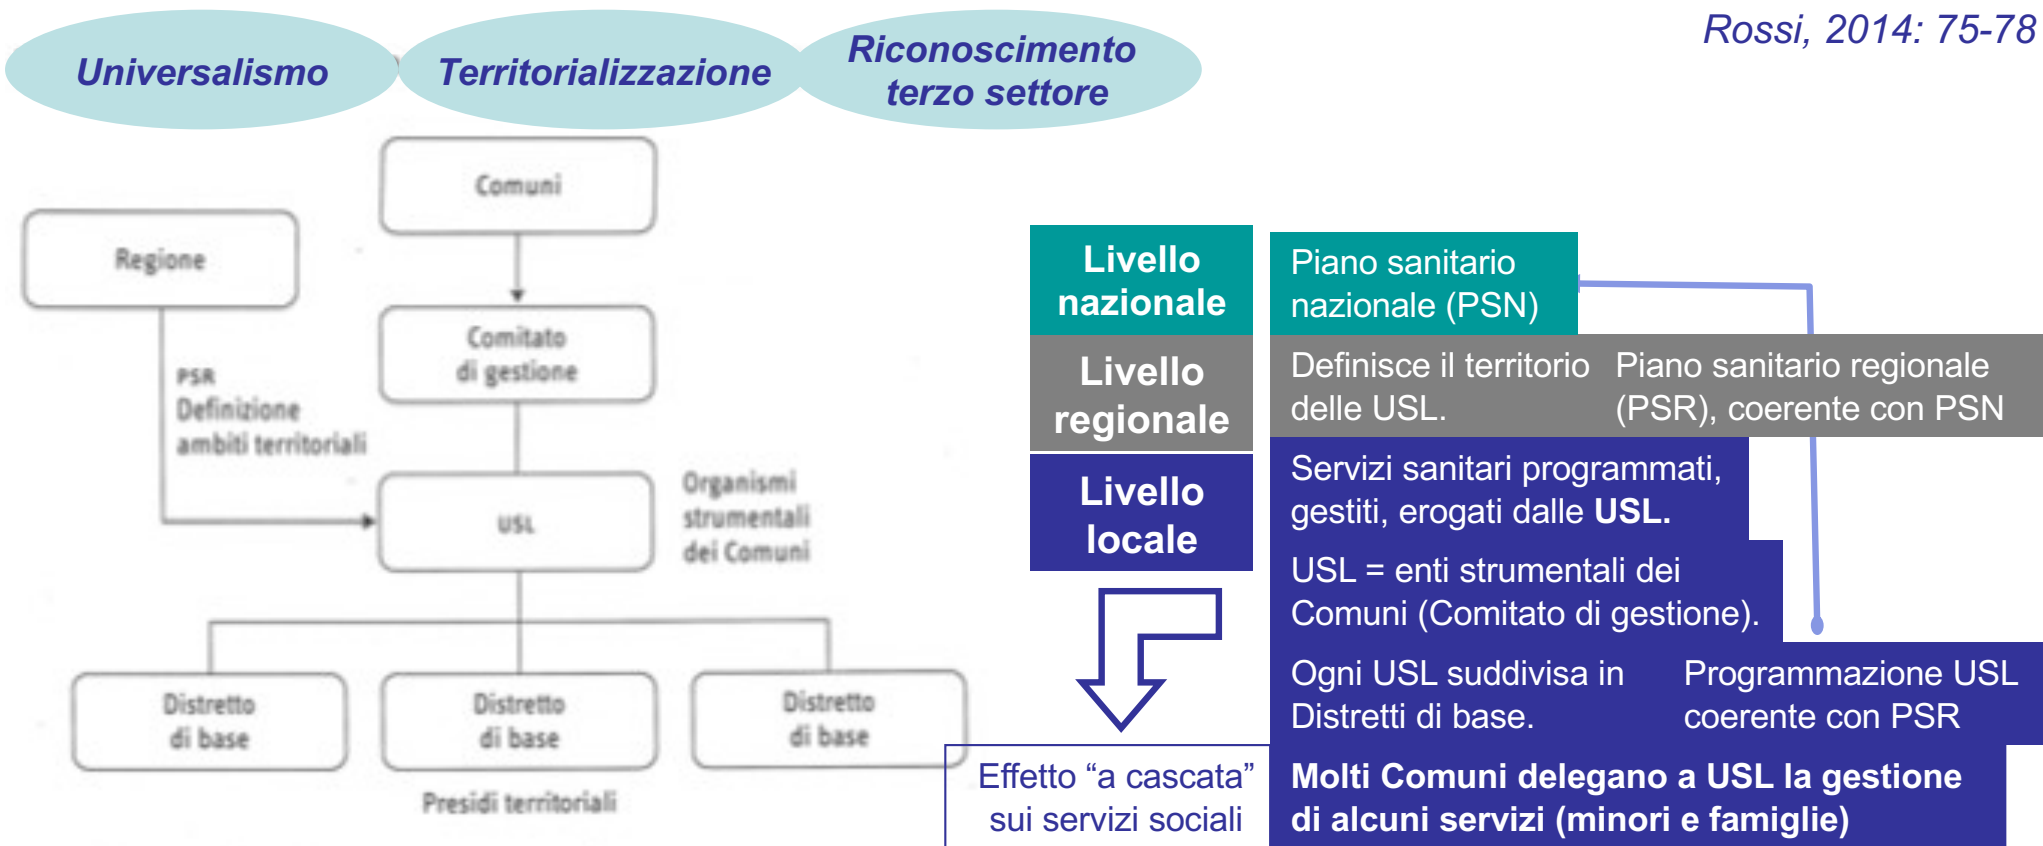 Rossi, 2014: 75-78
Universalismo
Territorializzazione
Riconoscimento
terzo settore
Comuni
Regione
Comitato
di gestione
PSR
Definizione
ambiti territoriali
USL
Organismi
strumentali
dei Comuni
Distretto
di base
Distretto
di base
Distretto
di base
Presidi territoriali
Livello
nazionale
Piano sanitario
nazionale (PSN)
Livello
regionale
Definisce il territorio
delle USL.
Piano sanitario regionale
(PSR), coerente con PSN
Livello
locale
Servizi sanitari programmati,
gestiti, erogati dalle USL.
USL = enti strumentali dei
Comuni (Comitato di gestione).
Ogni USL suddivisa in
Distretti di base.
Programmazione USL
coerente con PSR
Effetto “a cascata”
sui servizi sociali
Molti Comuni delegano a USL la gestione
di alcuni servizi (minori e famiglie)